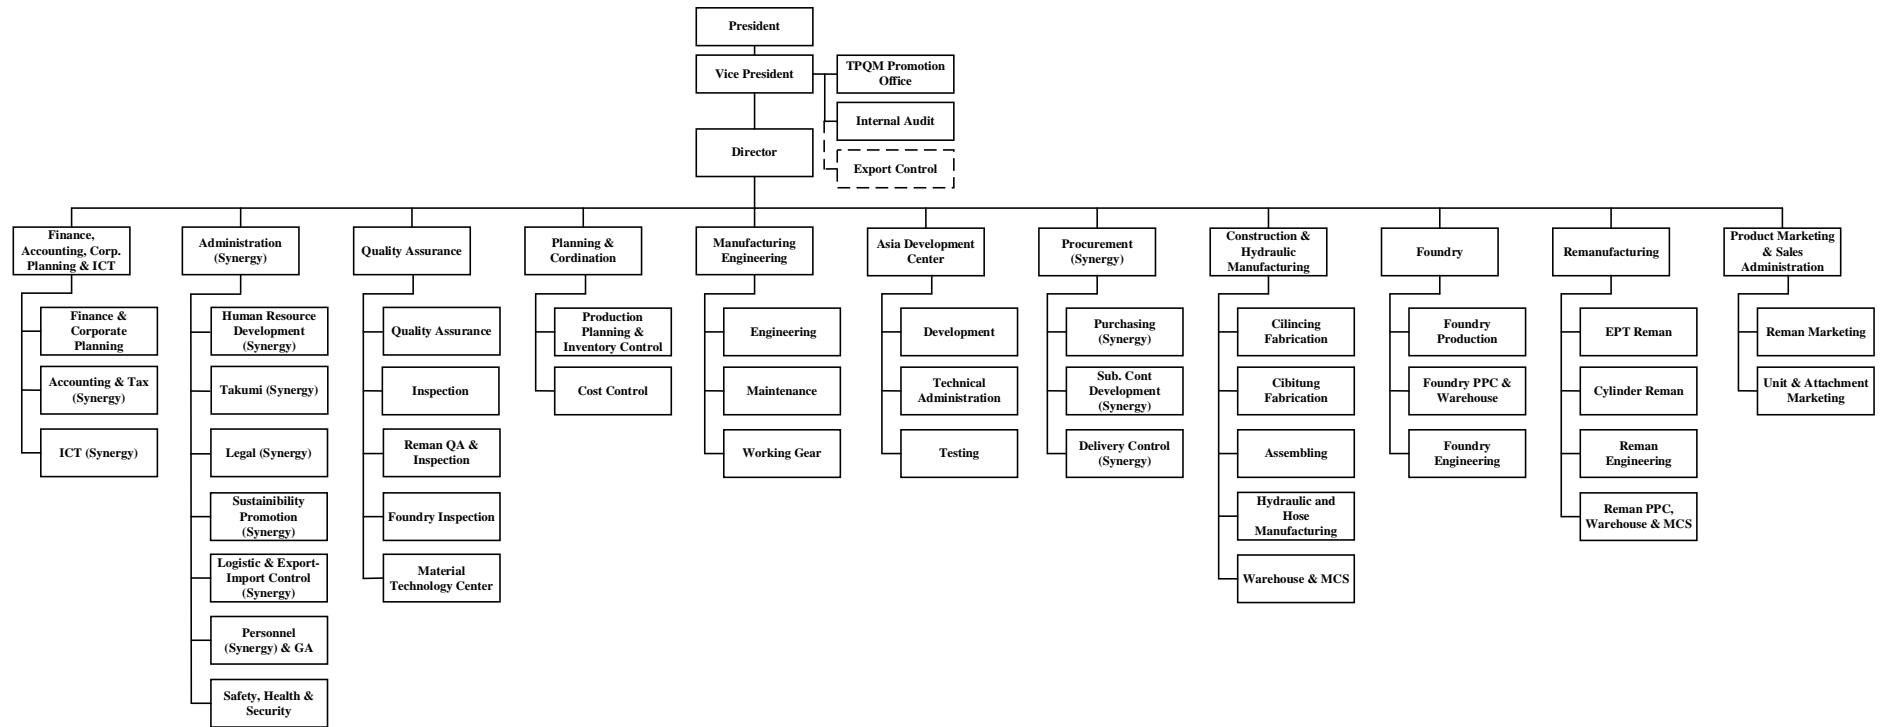 President
Vice President
TPQM Promotion
Office
Internal Audit
Director
Export Control
Finance,
Accounting, Corp.
Planning & ICT
Administration
(Synergy)
Quality Assurance
Planning &
Cordination
Manufacturing
Engineering
Asia Development
Center
Procurement
(Synergy)
Construction &
Hydraulic
Manufacturing
Foundry
Remanufacturing
Product Marketing
& Sales
Administration
Finance &
Corporate
Planning
Accounting & Tax
(Synergy)
ICT (Synergy)
Human Resource
Development
(Synergy)
Takumi (Synergy)
Legal (Synergy)
Sustainibility
Promotion
(Synergy)
Logistic & Export-
Import Control
(Synergy)
Personnel
(Synergy) & GA
Safety, Health &
Security
Quality Assurance
Inspection
Reman QA &
Inspection
Foundry Inspection
Material
Technology Center
Production
Planning &
Inventory Control
Cost Control
Engineering
Maintenance
Working Gear
Development
Technical
Administration
Testing
Purchasing
(Synergy)
Sub. Cont
Development
(Synergy)
Delivery Control
(Synergy)
Cilincing
Fabrication
Cibitung
Fabrication
Assembling
Hydraulic and
Hose
Manufacturing
Warehouse & MCS
Foundry
Production
Foundry PPC &
Warehouse
Foundry
Engineering
EPT Reman
Cylinder Reman
Reman
Engineering
Reman PPC,
Warehouse & MCS
Reman Marketing
Unit & Attachment
Marketing